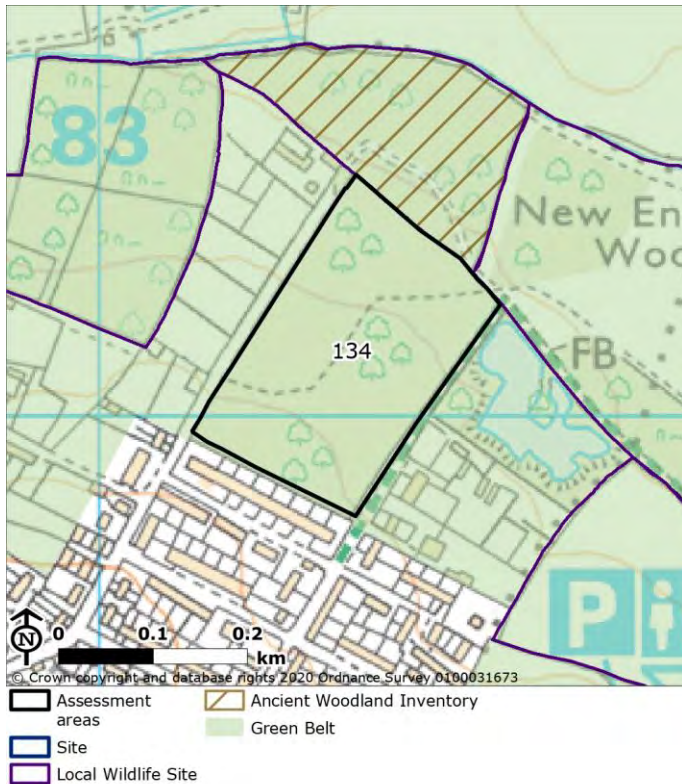 83
New En
Woo
134
FB
P
N
0 0.1 0.2
km
© Crown copyright and database rights 2020 Ordnance Survey 0100031673
Assessment areas
Ancient Woodland Inventory
Green Belt
Site
Local Wildlife Site